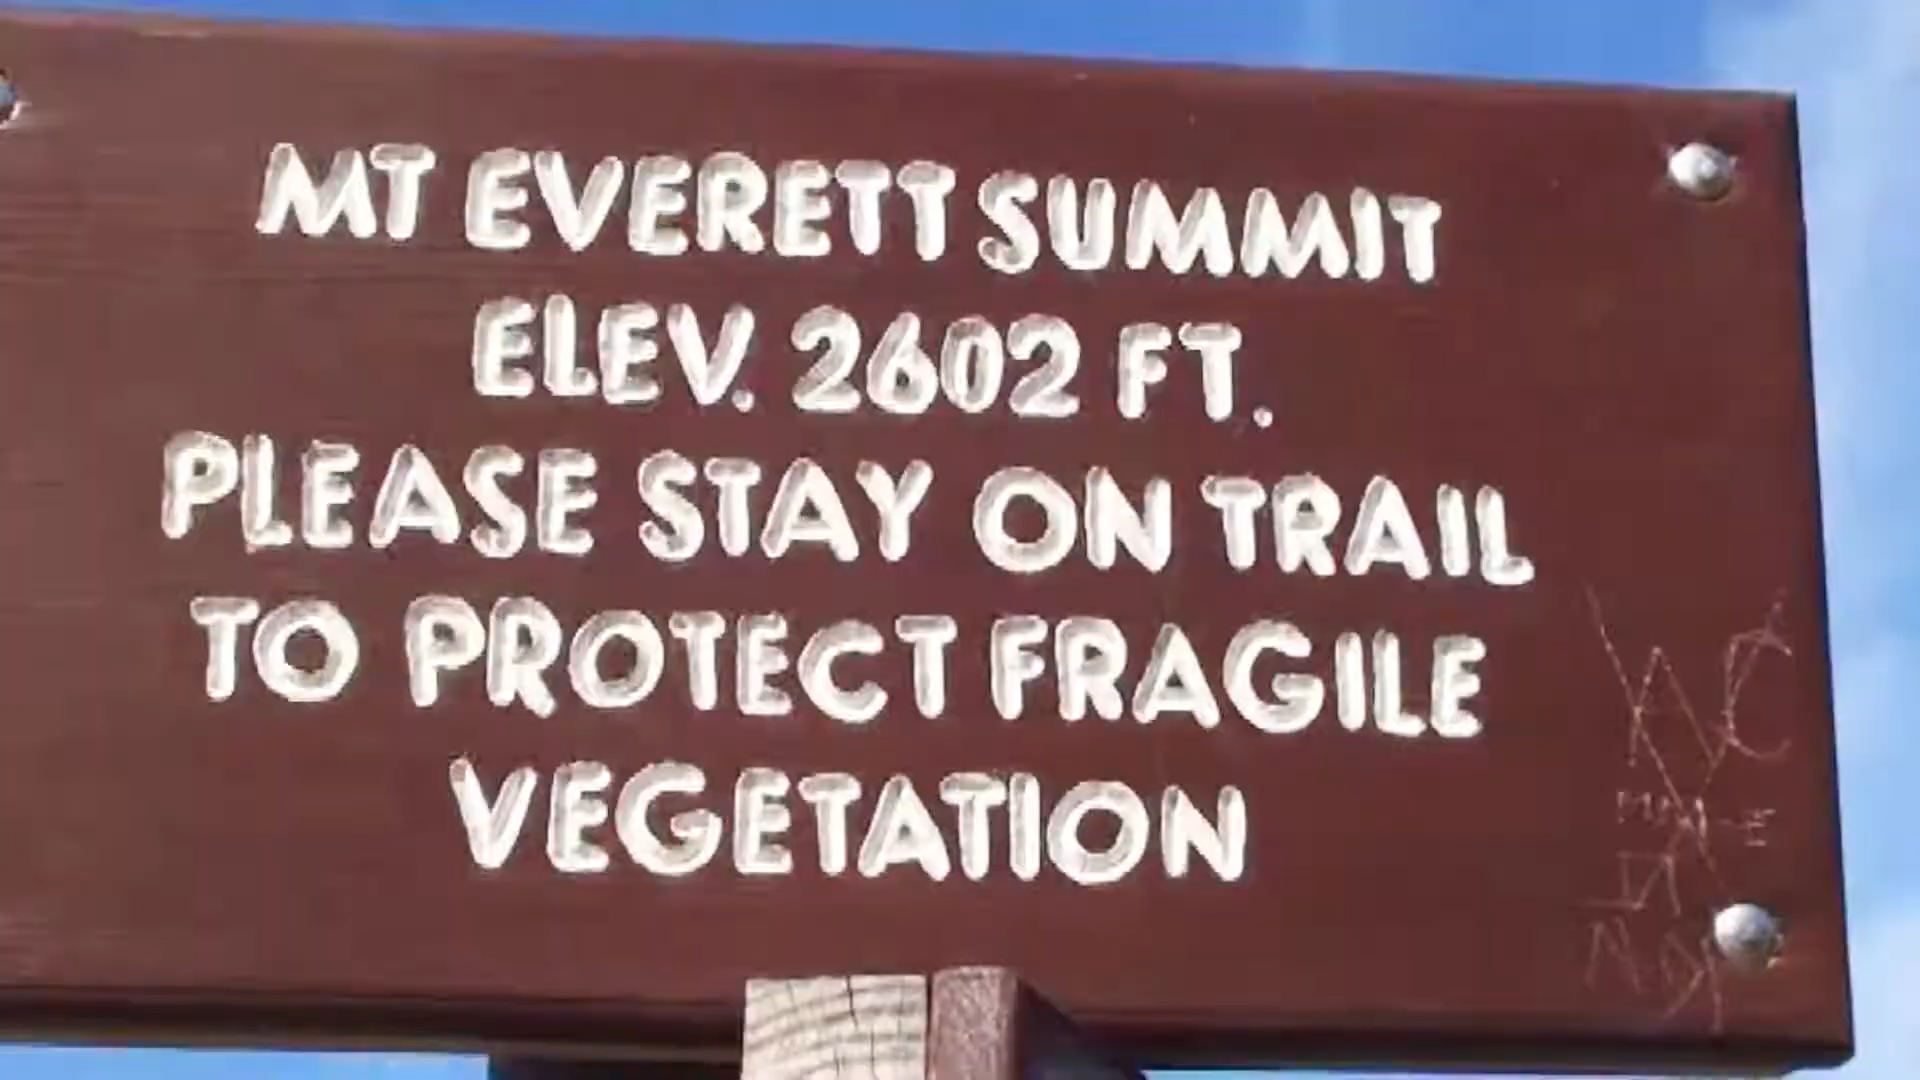 MT EVERETT SUMMIT
ELEV. 2602 FT.
PLEASE STAY ON TRAIL
TO PROTECT FRAGILE
VEGETATION